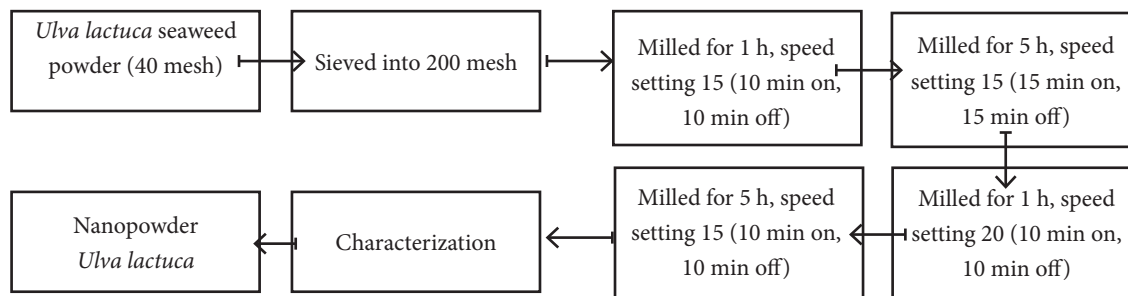 Ulva lactuca seaweed
powder (40 mesh)
Sieved into 200 mesh
Milled for 1 h, speed
setting 15 (10 min on,
10 min off)
Milled for 5 h, speed
setting 15 (15 min on,
15 min off)
Milled for 1 h, speed
setting 20 (10 min on,
10 min off)
Milled for 5 h, speed
setting 15 (10 min on,
10 min off)
Characterization
Nanopowder
Ulva lactuca